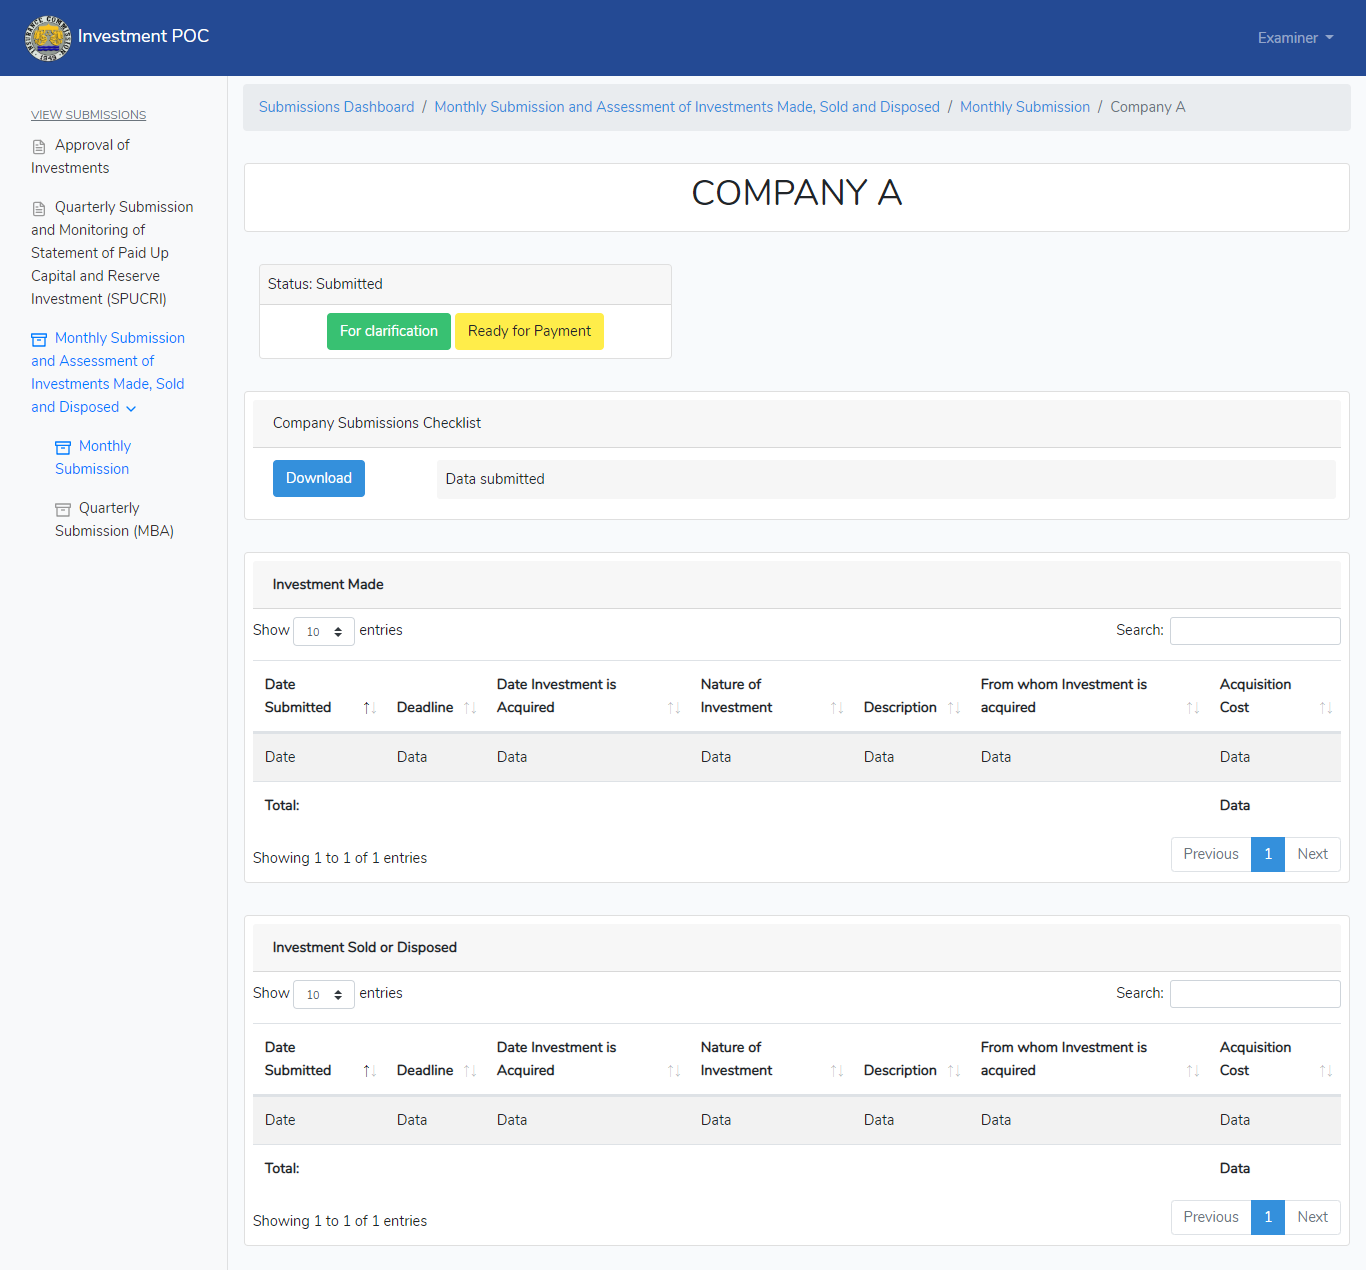 Investment POC
Examiner
VIEW SUBMISSIONS
Approval of
Investments
Quarterly Submission
and Monitoring of
Statement of Paid Up
Capital and Reserve
Investment (SPUCRI)
Monthly Submission
and Assessment of
Investments Made, Sold
and Disposed
Monthly
Submission
Quarterly
Submission (MBA)
Submissions Dashboard / Monthly Submission and Assessment of Investments Made, Sold and Disposed / Monthly Submission / Company A
COMPANY A
Status: Submitted
For clarification Ready for Payment
Company Submissions Checklist
Download Data submitted
Investment Made
Show 10 entries Search:
Date Submitted Deadline Date Investment is Acquired Nature of Investment Description From whom Investment is acquired Acquisition Cost
Date Data Data Data Data Data Data
Total: Data
Showing 1 to 1 of 1 entries Previous 1 Next
Investment Sold or Disposed
Show 10 entries Search:
Date Submitted Deadline Date Investment is Acquired Nature of Investment Description From whom Investment is acquired Acquisition Cost
Date Data Data Data Data Data Data
Total: Data
Showing 1 to 1 of 1 entries Previous 1 Next